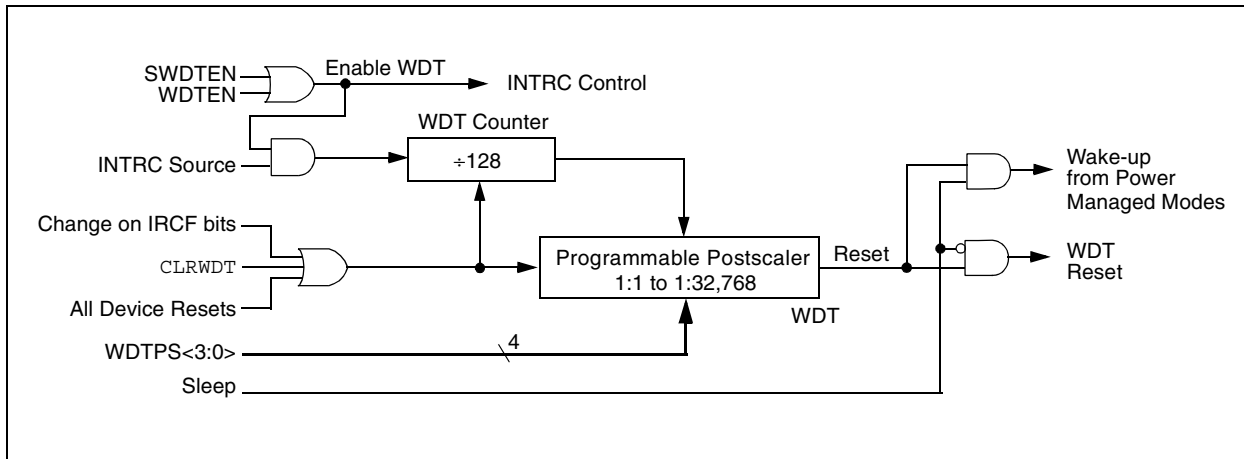 SWDTEN
WDTEN
Enable WDT
INTRC Control
WDT Counter
INTRC Source
÷128
Wake-up
from Power
Managed Modes
Change on IRCF bits
CLRWDT
All Device Resets
Programmable Postscaler
1:1 to 1:32,768
Reset
WDT
Reset
WDT
WDTPS<3:0>
4
Sleep